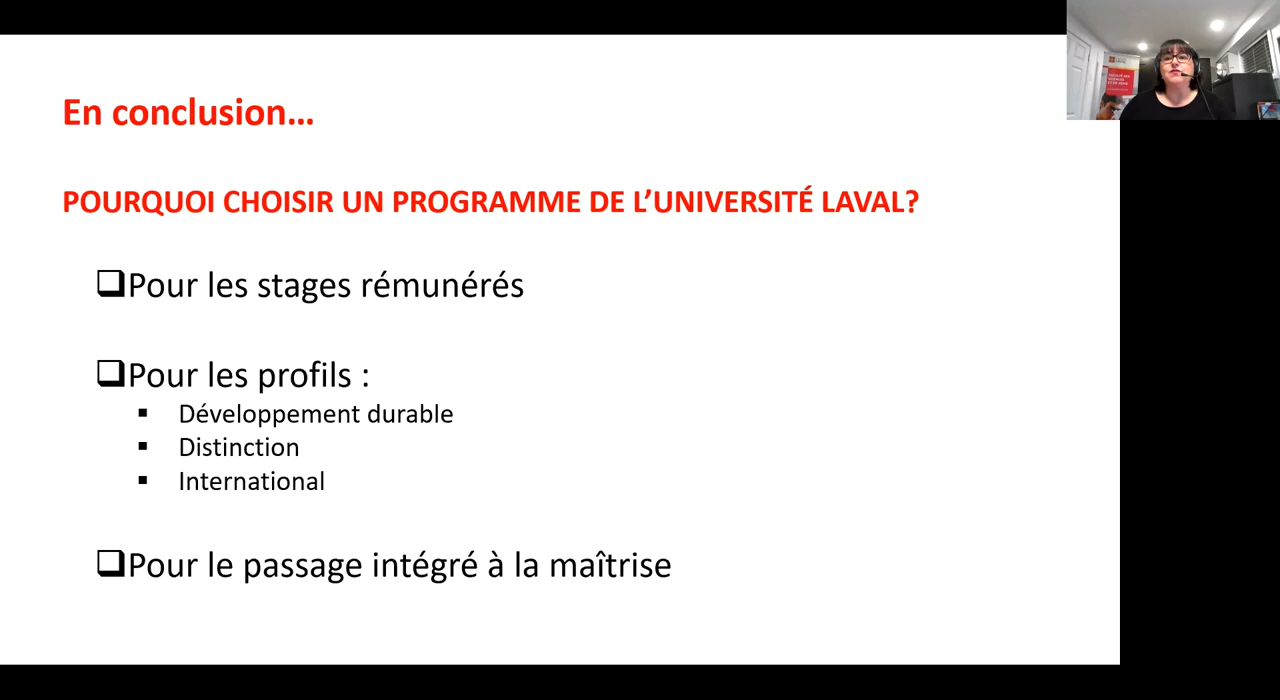 En conclusion…
POURQUOI CHOISIR UN PROGRAMME DE L’UNIVERSITÉ LAVAL?
Pour les stages rémunérés
Pour les profils :
Développement durable
Distinction
International
Pour le passage intégré à la maîtrise